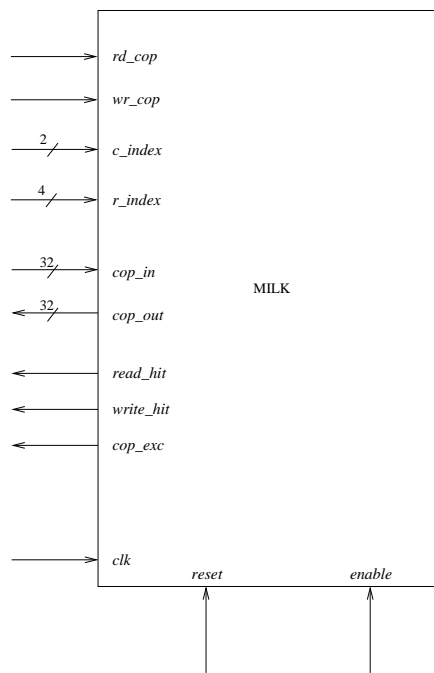 rd_cop
wr_cop
2
c_index
4
r_index
32
cop_in
MILK
32
cop_out
read_hit
write_hit
cop_exc
clk
reset
enable